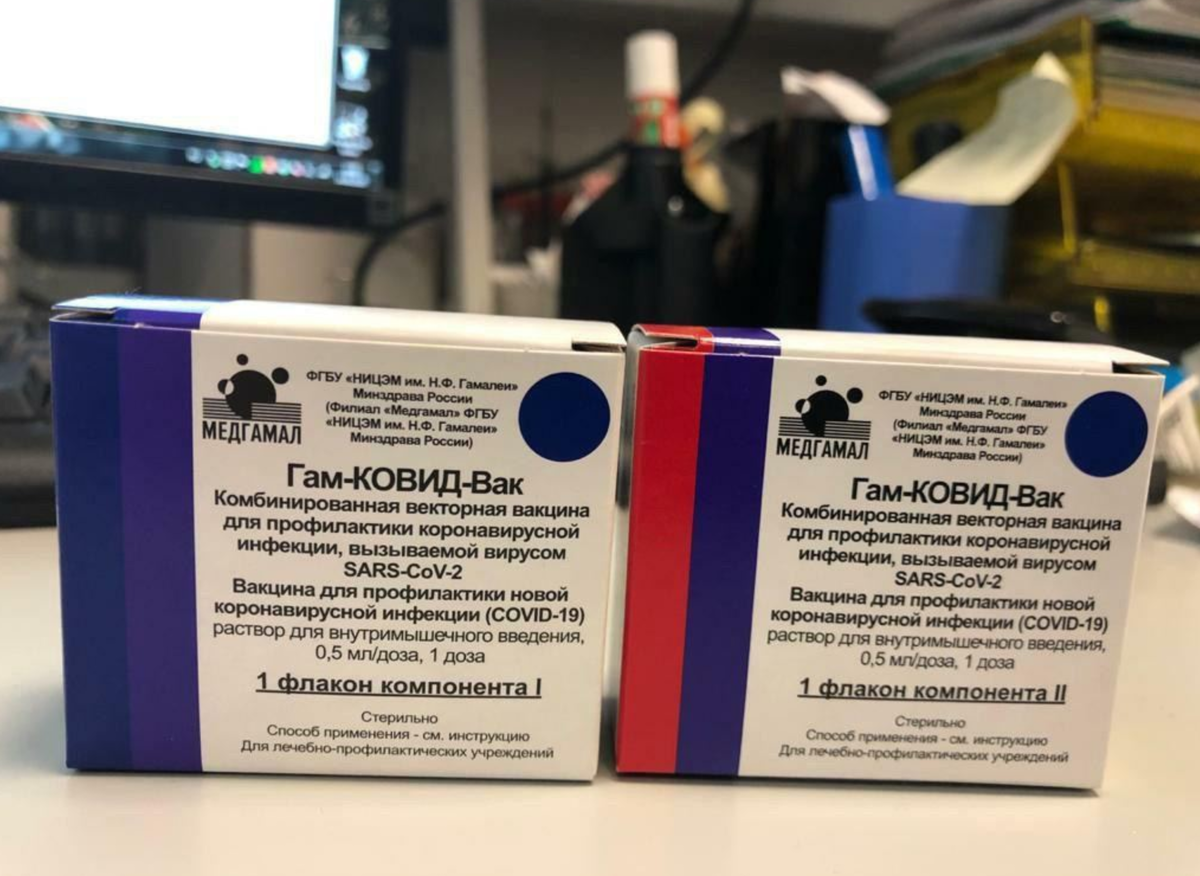 МЕДГАМАЛ
ФГБУ «НИЦЭМ им. Н.Ф. Гамалеи»
Минздрава России
(Филиал «Медгамал» ФГБУ
«НИЦЭМ им. Н.Ф. Гамалеи»
Минздрава России)
Гам-КОВИД-Вак
Комбинированная векторная вакцина
для профилактики коронавирусной
инфекции, вызываемой вирусом
SARS-CoV-2
Вакцина для профилактики новой
коронавирусной инфекции (COVID-19)
раствор для внутримышечного введения,
0,5 мл/доза, 1 доза
1 флакон компонента I
Стерильно
Способ применения - см. инструкцию
Для лечебно-профилактических учреждений
МЕДГАМАЛ
ФГБУ «НИЦЭМ им. Н.Ф. Гамалеи»
Минздрава России
(Филиал «Медгамал» ФГБУ
«НИЦЭМ им. Н.Ф. Гамалеи»
Минздрава России)
Гам-КОВИД-Вак
Комбинированная векторная вакцина
для профилактики коронавирусной
инфекции, вызываемой вирусом
SARS-CoV-2
Вакцина для профилактики новой
коронавирусной инфекции (COVID-19)
раствор для внутримышечного введения,
0,5 мл/доза, 1 доза
1 флакон компонента II
Стерильно
Способ применения - см. инструкцию
Для лечебно-профилактических учреждений